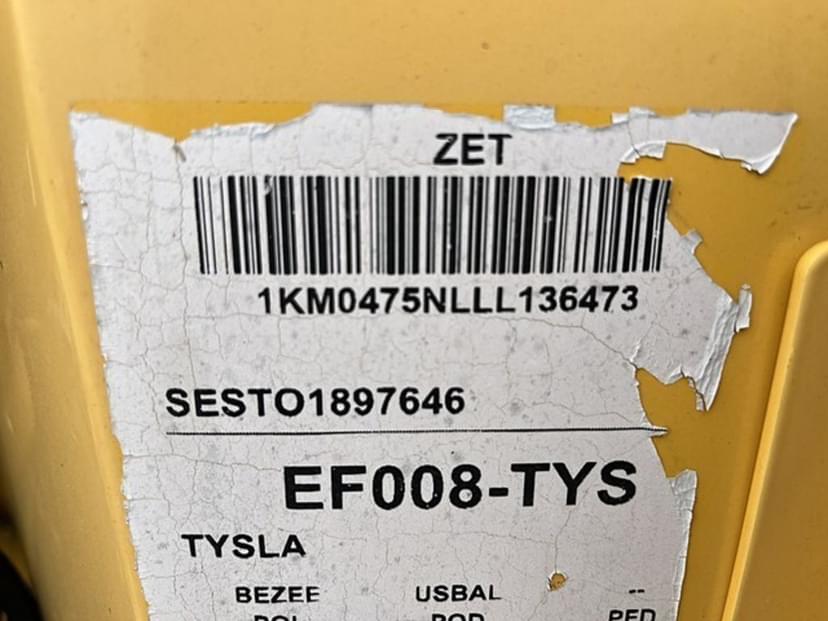 ZET
1KM0475NLLL136473
SESTO1897646
EF008-TYS
TYSLA
BEZEE USBAL --